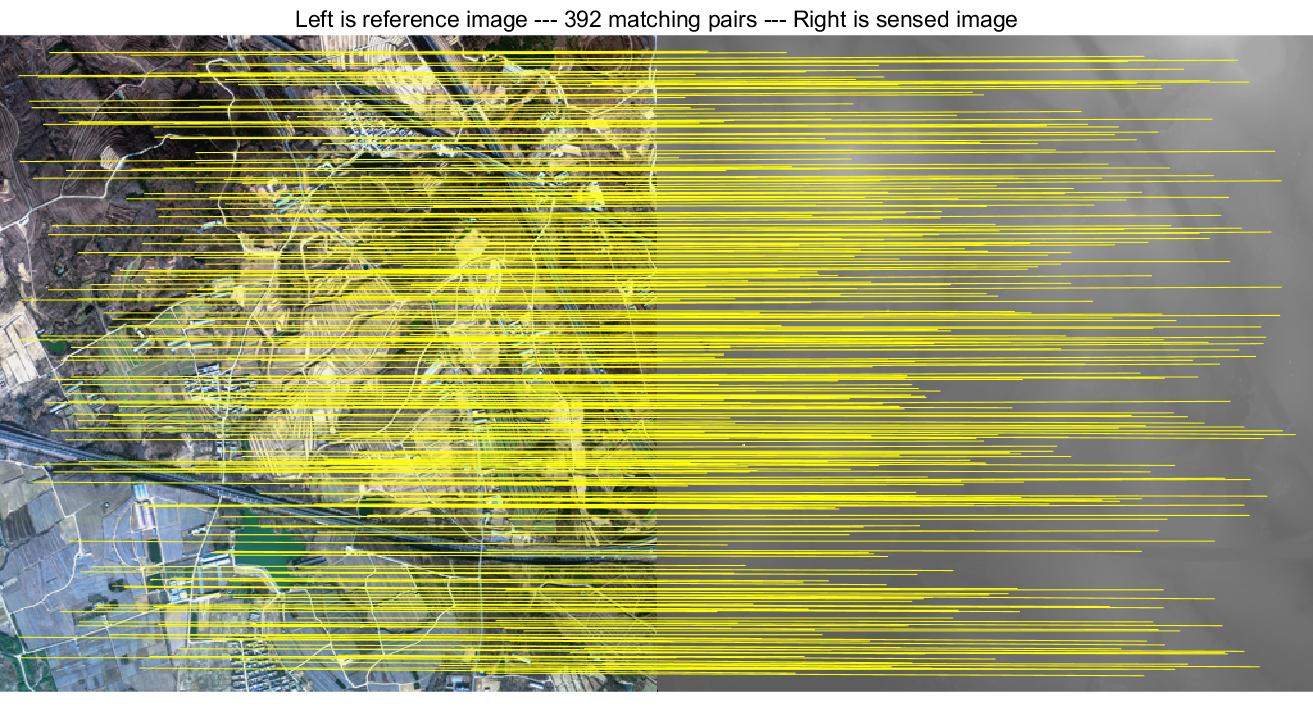 Left is reference image --- 392 matching pairs --- Right is sensed image